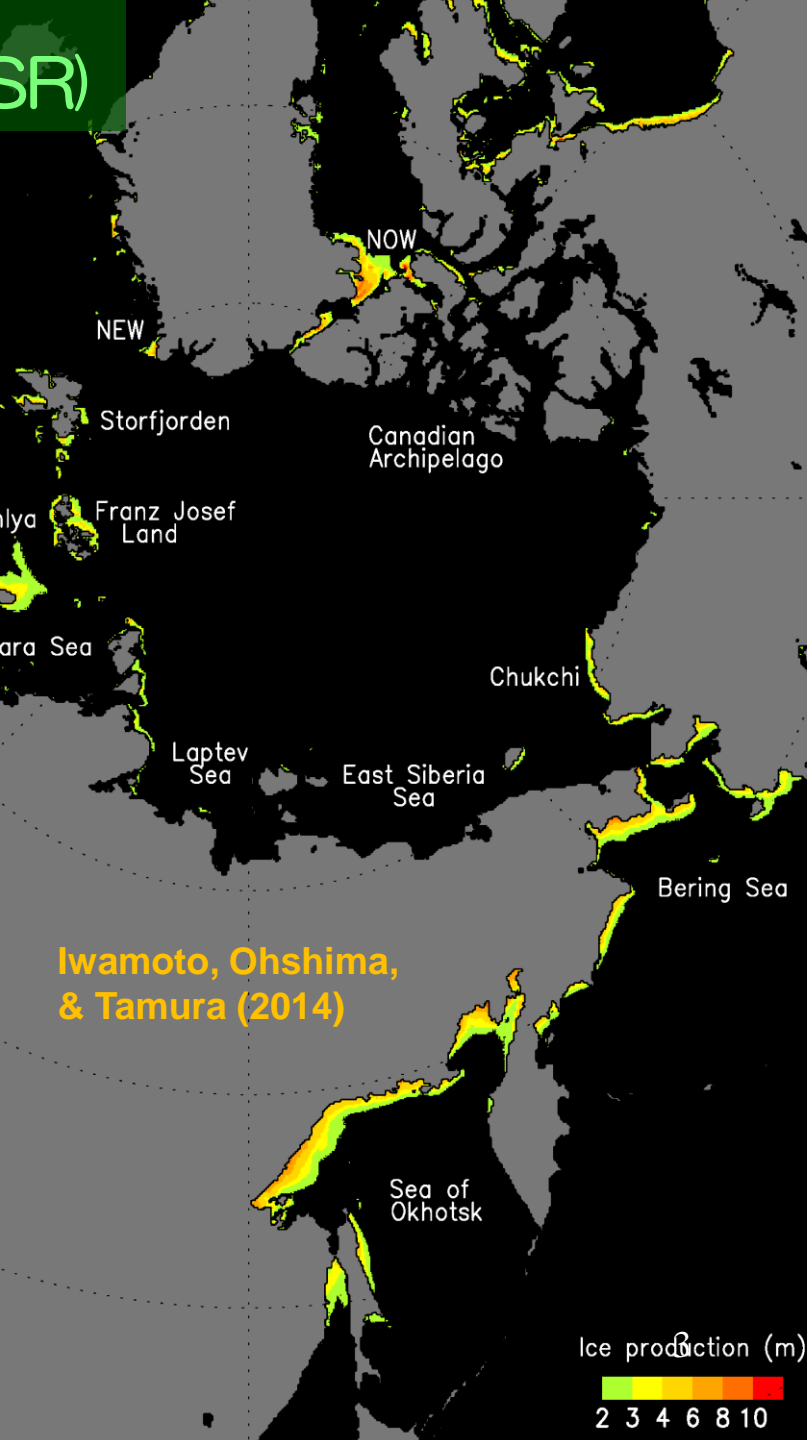 SR)
NOW
NEW
Storfjorden
Canadian
Archipelago
Franz Josef
Land
ara Sea
Chukchi
Laptev
Sea
East Siberia
Sea
Bering Sea
Iwamoto, Ohshima,
& Tamura (2014)
Sea of
Okhotsk
Ice production (m)
3
2 3 4 6 8 10